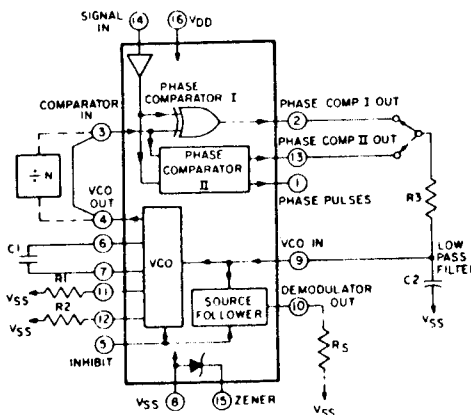 SIGNAL IN
14
16 VDD
PHASE COMPARATOR I
COMPARATOR IN
3
PHASE COMP I OUT
2
PHASE COMP II OUT
13
PHASE COMPARATOR II
1
PHASE PULSES
÷ N
VCO OUT
4
R3
6
C1
7
VCO
VCO IN
9
LOW PASS FILTER
R1
VSS
11
DEMODULATOR OUT
C2
SOURCE FOLLOWER
10
R2
VSS
12
VSS
5
INHIBIT
RS
VSS
8
15
ZENER
VSS